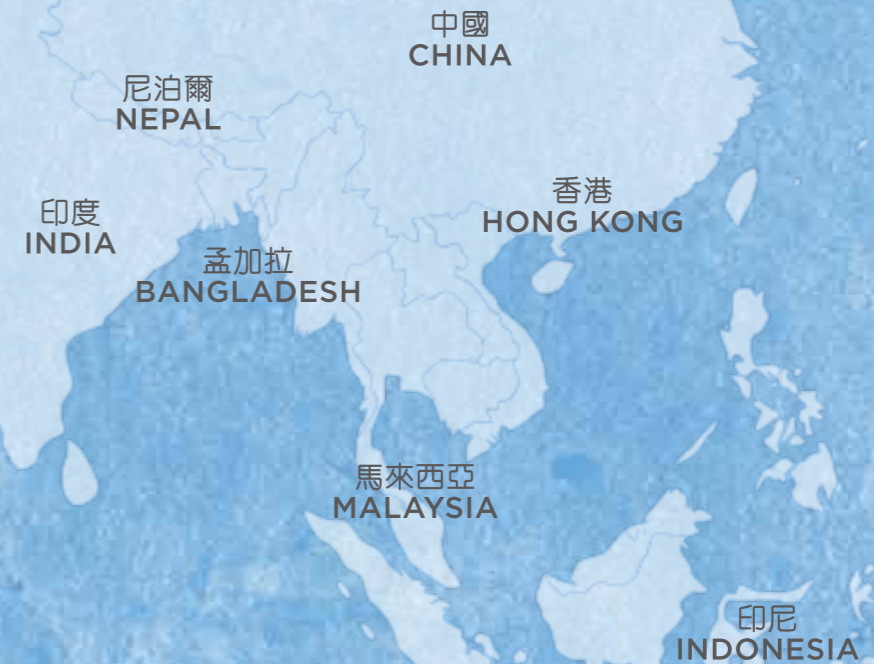 中國
CHINA
尼泊爾
NEPAL
香港
HONG KONG
印度
INDIA
孟加拉
BANGLADESH
馬來西亞
MALAYSIA
印尼
INDONESIA